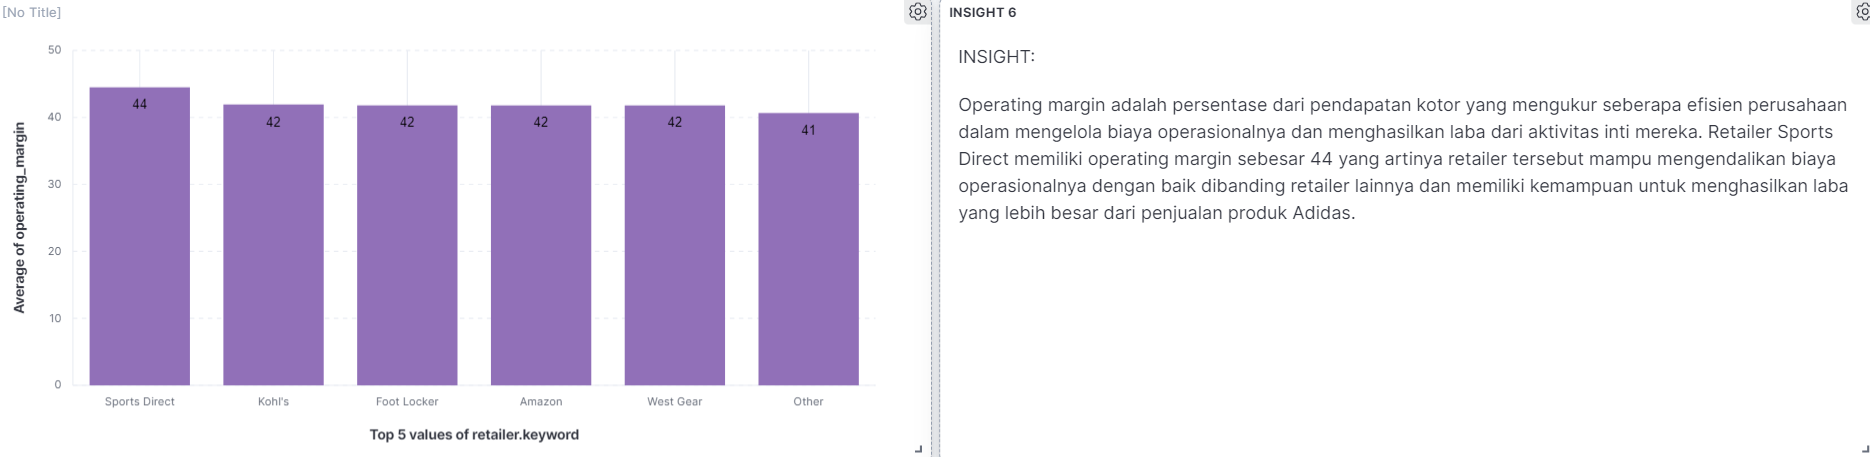 [No Title]
50
40
30
20
10
0
Average of operating_margin
44
42
42
42
42
41
Sports Direct
Kohl's
Foot Locker
Amazon
West Gear
Other
Top 5 values of retailer.keyword
INSIGHT 6
INSIGHT:
Operating margin adalah persentase dari pendapatan kotor yang mengukur seberapa efisien perusahaan
dalam mengelola biaya operasionalnya dan menghasilkan laba dari aktivitas inti mereka. Retailer Sports
Direct memiliki operating margin sebesar 44 yang artinya retailer tersebut mampu mengendalikan biaya
operasionalnya dengan baik dibanding retailer lainnya dan memiliki kemampuan untuk menghasilkan laba
yang lebih besar dari penjualan produk Adidas.